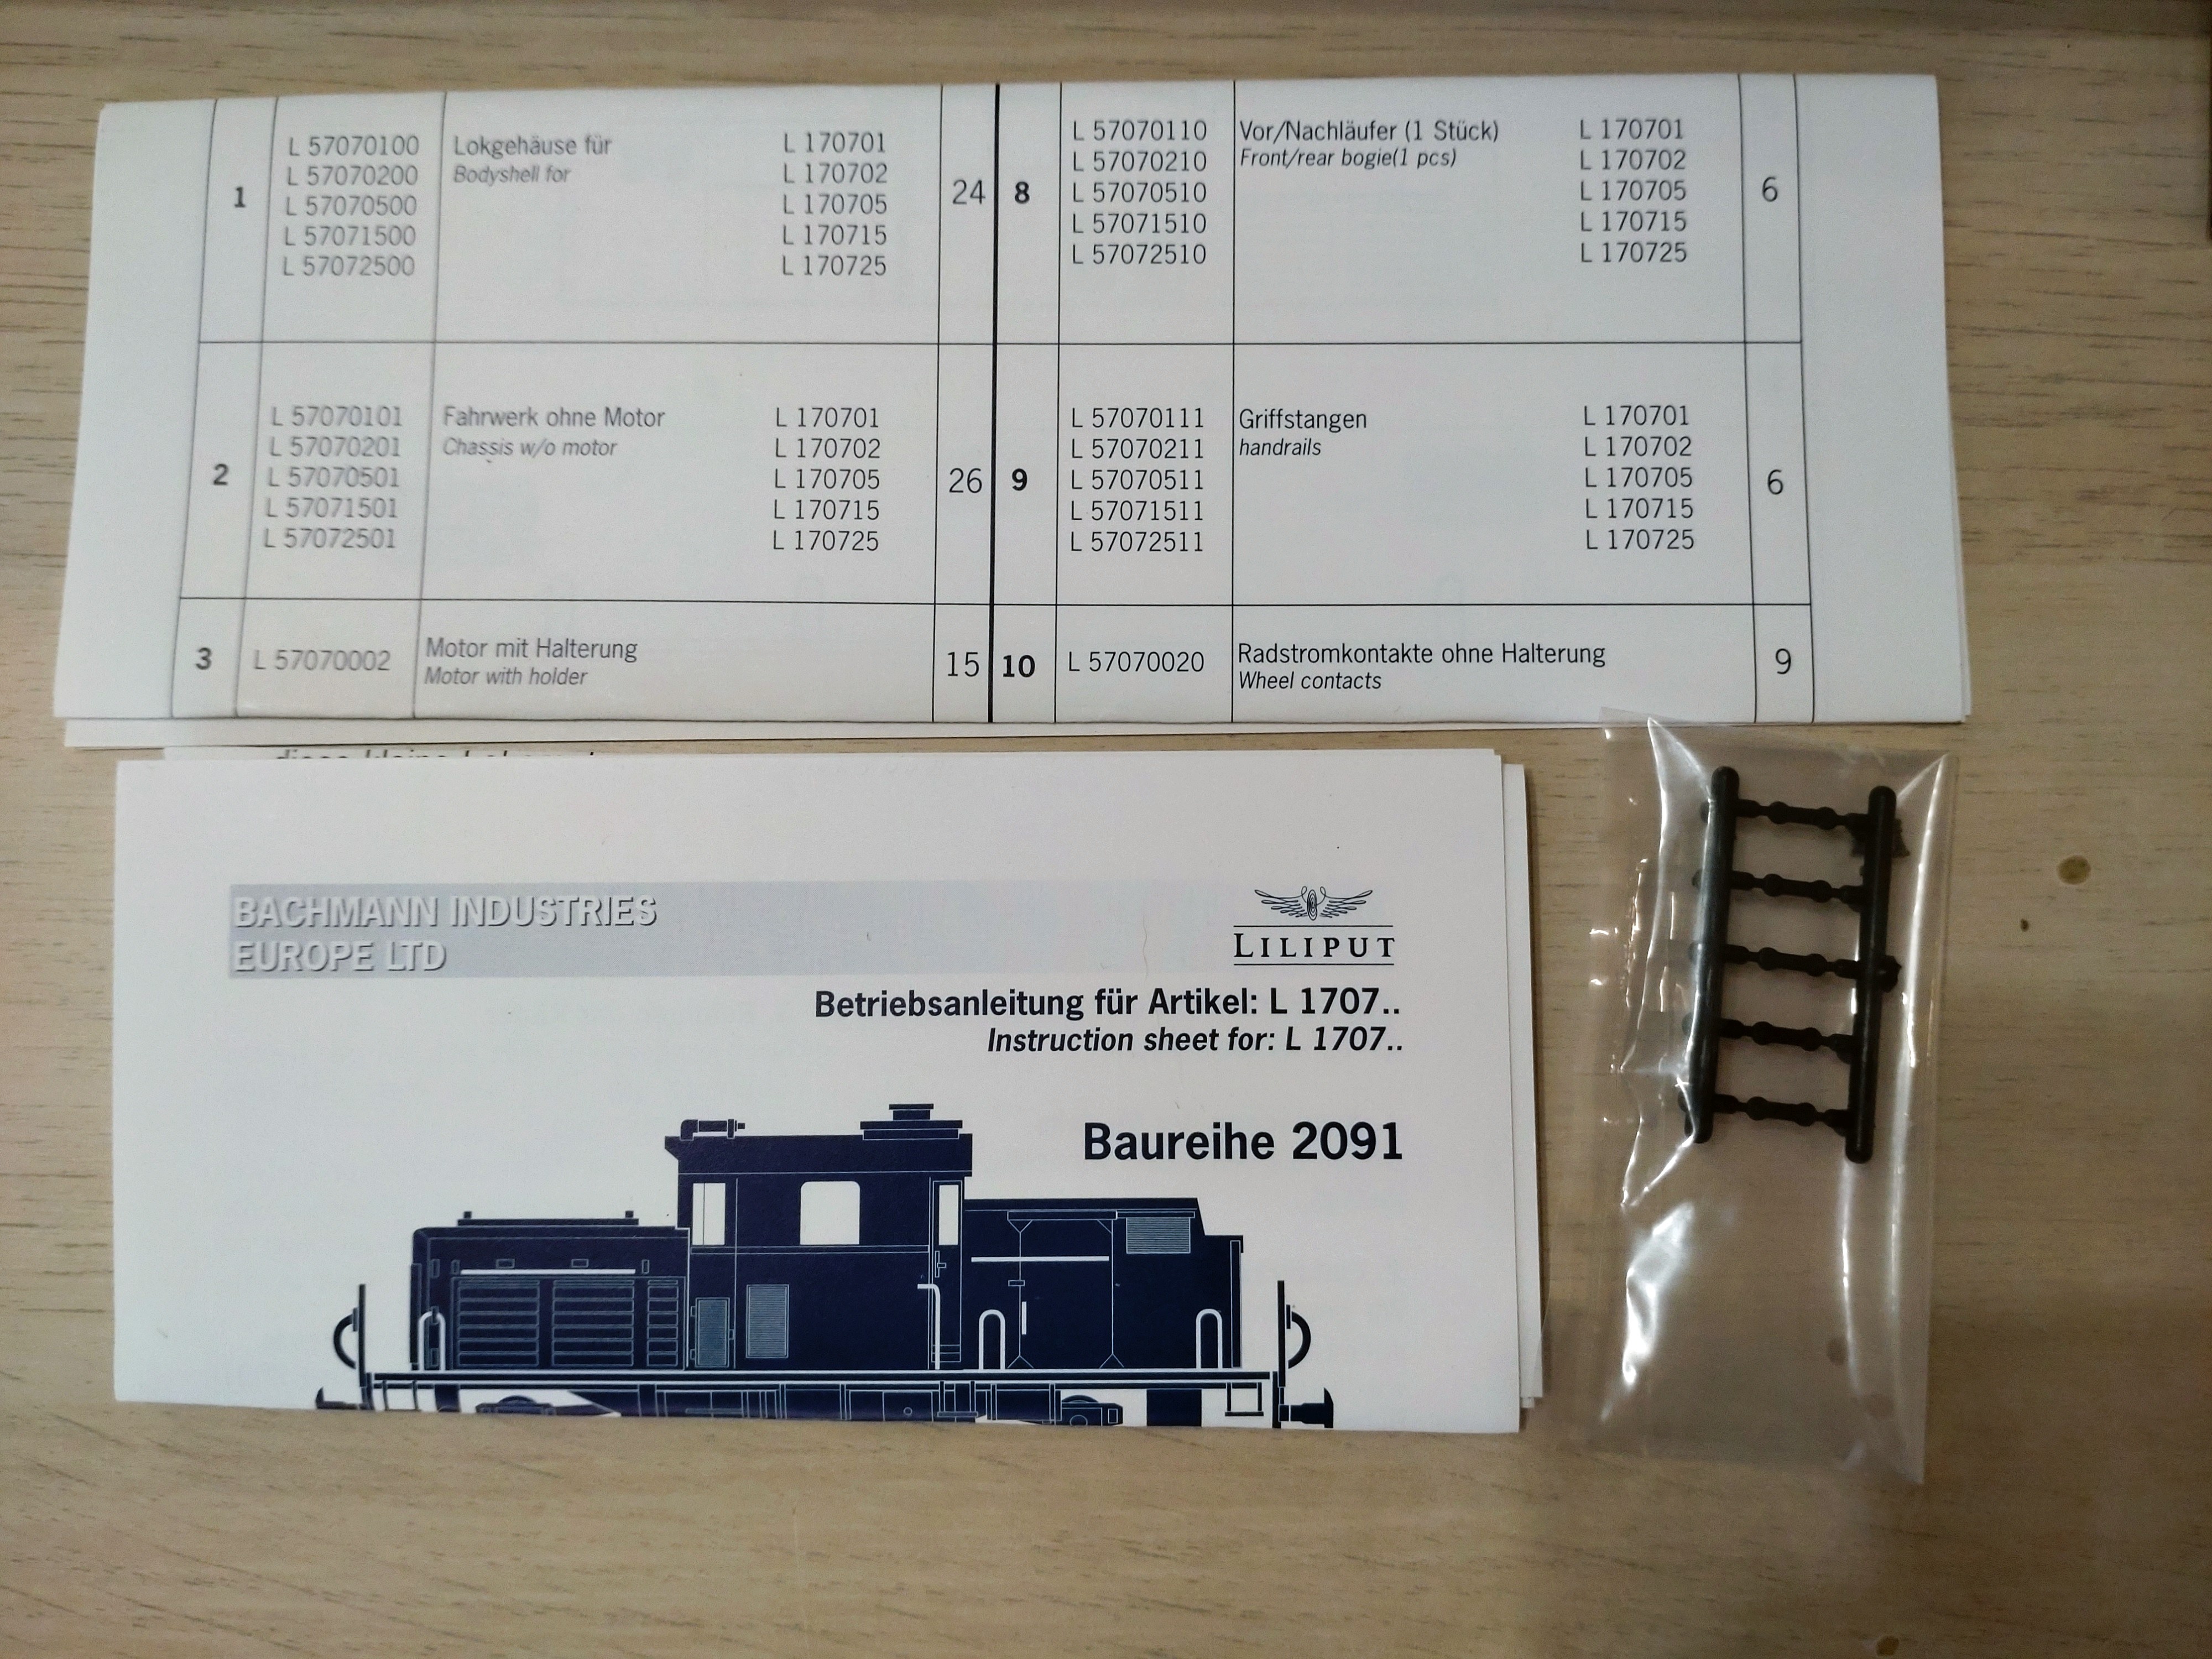 1
L 57070100
L 57070200
L 57070500
L 57071500
L 57072500
Lokgehäuse für
Bodyshell for
L 170701
L 170702
L 170705
L 170715
L 170725
24
8
L 57070110
L 57070210
L 57070510
L 57071510
L 57072510
Vor/Nachläufer (1 Stück)
Front/rear bogie(1 pcs)
L 170701
L 170702
L 170705
L 170715
L 170725
6
2
L 57070101
L 57070201
L 57070501
L 57071501
L 57072501
Fahrwerk ohne Motor
Chassis w/o motor
L 170701
L 170702
L 170705
L 170715
L 170725
26
9
L 57070111
L 57070211
L 57070511
L 57071511
L 57072511
Griffstangen
handrails
L 170701
L 170702
L 170705
L 170715
L 170725
6
3
L 57070002
Motor mit Halterung
Motor with holder
15
10
L 57070020
Radstromkontakte ohne Halterung
Wheel contacts
9
BACHMANN INDUSTRIES
EUROPE LTD
LILIPUT
Betriebsanleitung für Artikel: L 1707..
Instruction sheet for: L 1707..
Baureihe 2091